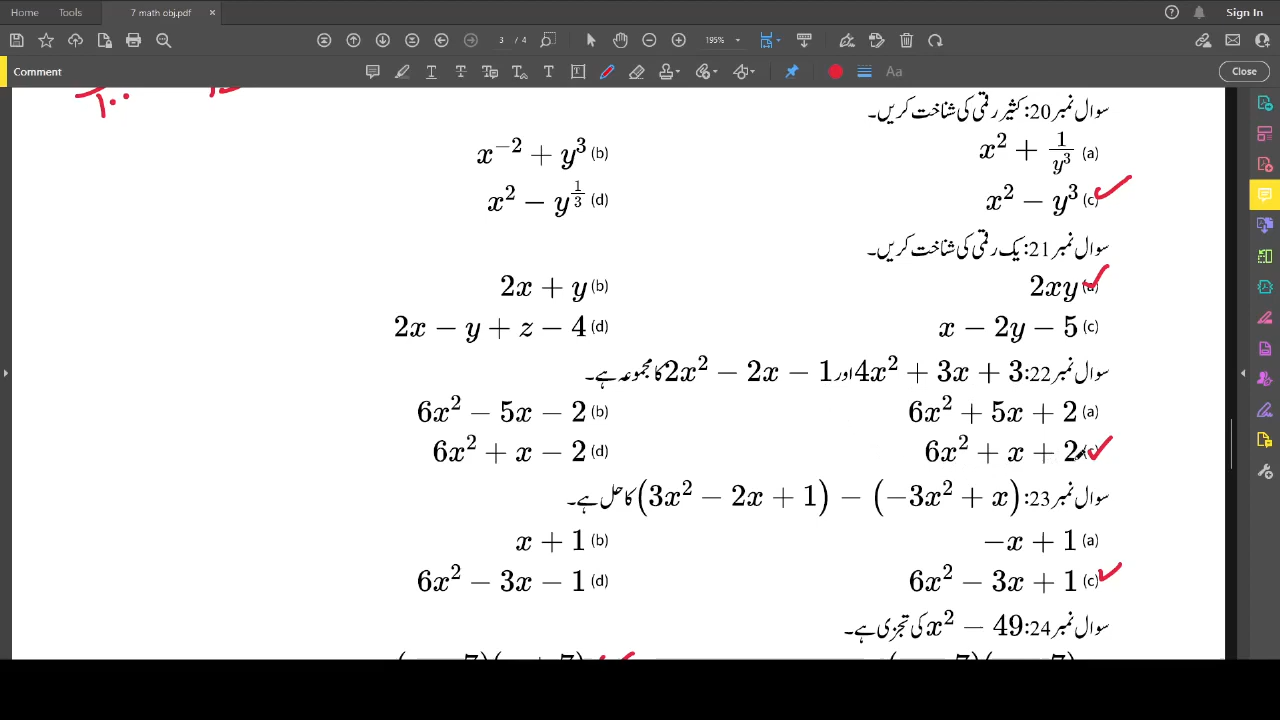 Home Tools 7 math obj.pdf × Sign In
3 / 4 195%
Comment Close
۱۰۰
سوال نمبر 20: کثیر رقمی کی شناخت کریں۔
(a) x² + 1/y³ (b) x⁻² + y³
(c) x² − y³ (d) x² − y^(1/3)
سوال نمبر 21: یک رقمی کی شناخت کریں۔
(a) 2xy (b) 2x + y
(c) x − 2y − 5 (d) 2x − y + z − 4
سوال نمبر 22: 4x² + 3x + 3 اور 2x² − 2x − 1 کا مجموعہ ہے۔
(a) 6x² + 5x + 2 (b) 6x² − 5x − 2
(c) 6x² + x + 2 (d) 6x² + x − 2
سوال نمبر 23: (3x² − 2x + 1) − (−3x² + x) کا حل ہے۔
(a) −x + 1 (b) x + 1
(c) 6x² − 3x + 1 (d) 6x² − 3x − 1
سوال نمبر 24: x² − 49 کی تجزی ہے۔